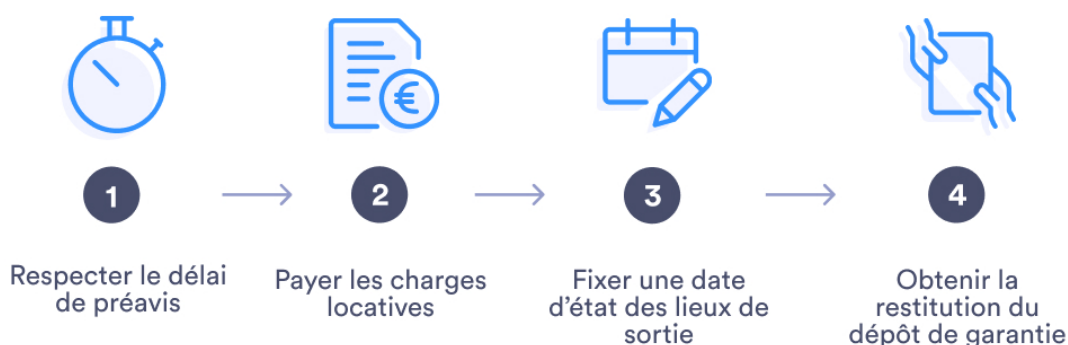 €
1
2
3
4
Respecter le délai
de préavis
Payer les charges
locatives
Fixer une date
d'état des lieux de
sortie
Obtenir la
restitution du
dépôt de garantie